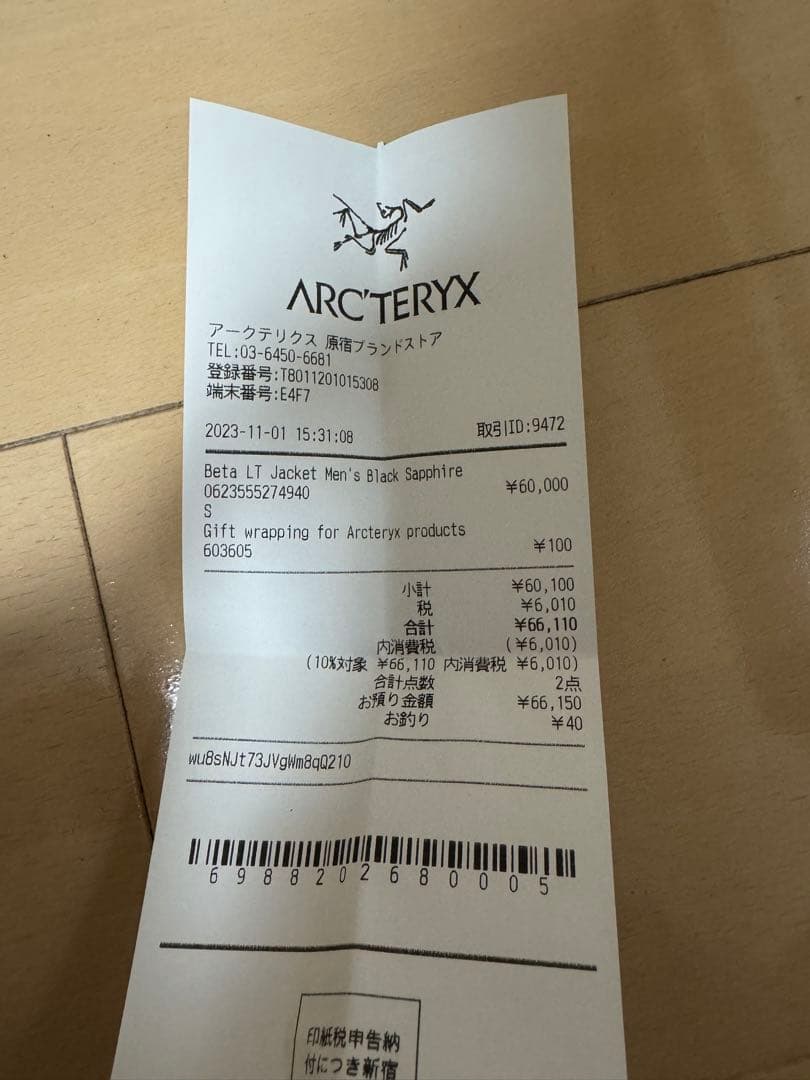 ARC'TERYX
アークテリクス 原宿ブランドストア
TEL:03-6450-6681
登録番号:T8011201015308
端末番号:E4F7
2023-11-01 15:31:08 取引ID:9472
Beta LT Jacket Men's Black Sapphire
0623555274940 ¥60,000
S
Gift wrapping for Arcteryx products
603605 ¥100
小計 ¥60,100
税 ¥6,010
合計 ¥66,110
内消費税 (¥6,010)
(10%対象 ¥66,110 内消費税 ¥6,010)
合計点数 2点
お預り金額 ¥66,150
お釣り ¥40
wu8sNJt73JVgWm8qQ210
6988202680005
印紙税申告納
付につき新宿